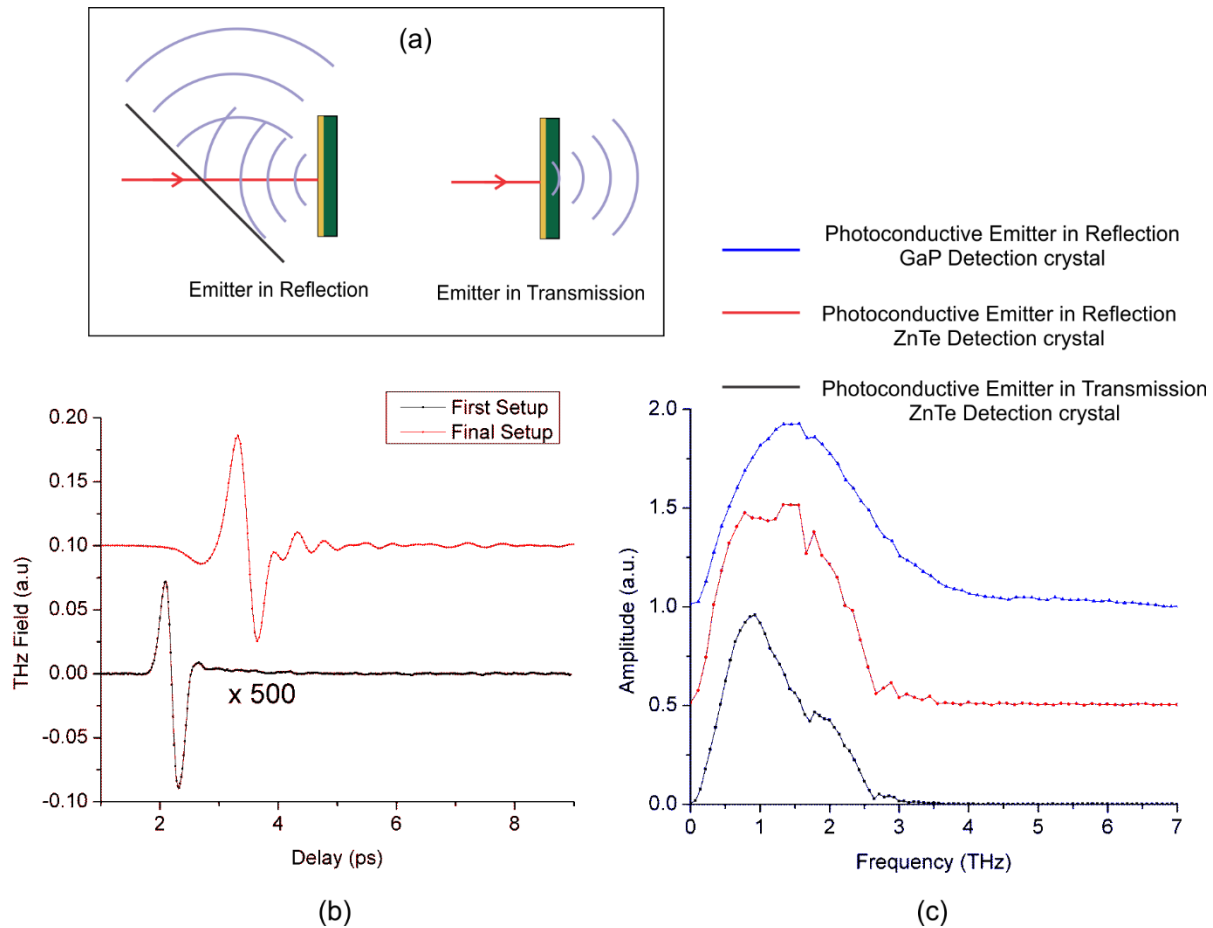 (a)
Emitter in Reflection
Emitter in Transmission
Photoconductive Emitter in Reflection
GaP Detection crystal
Photoconductive Emitter in Reflection
ZnTe Detection crystal
Photoconductive Emitter in Transmission
ZnTe Detection crystal
First Setup
Final Setup
0.20
0.15
0.10
0.05
0.00
-0.05
-0.10
THz Field (a.u)
x 500
2
4
6
8
Delay (ps)
(b)
2.0
1.5
1.0
0.5
0.0
Amplitude (a.u.)
0
1
2
3
4
5
6
7
Frequency (THz)
(c)